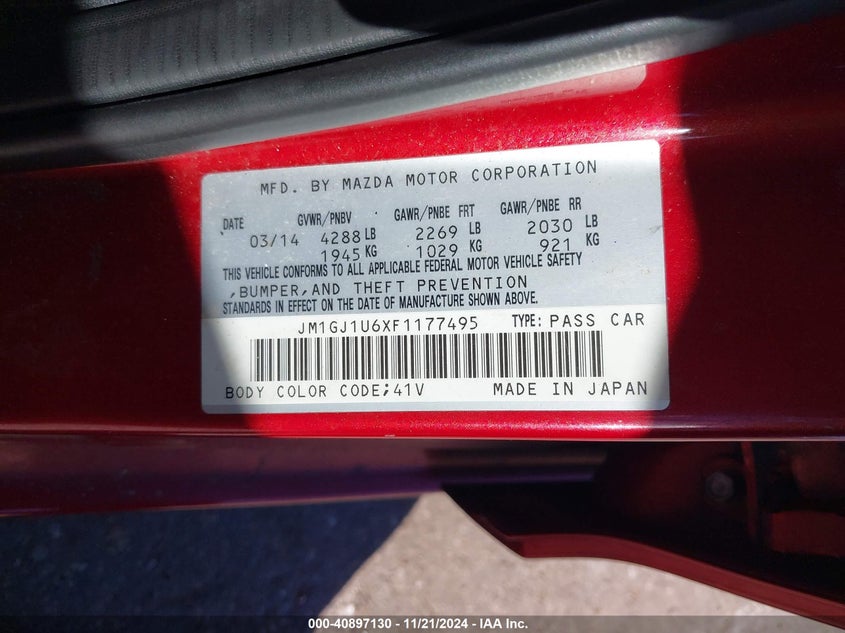 MFD. BY MAZDA MOTOR CORPORATION
DATE GVWR/PNBV GAWR/PNBE FRT GAWR/PNBE RR
03/14 4288 LB 2269 LB 2030 LB
1945 KG 1029 KG 921 KG
THIS VEHICLE CONFORMS TO ALL APPLICABLE FEDERAL MOTOR VEHICLE SAFETY
,BUMPER,AND THEFT PREVENTION
STANDARDS IN EFFECT ON THE DATE OF MANUFACTURE SHOWN ABOVE.
JM1GJ1U6XF1177495 TYPE: PASS CAR
BODY COLOR CODE;41V MADE IN JAPAN
000-40897130 - 11/21/2024 - IAA Inc.